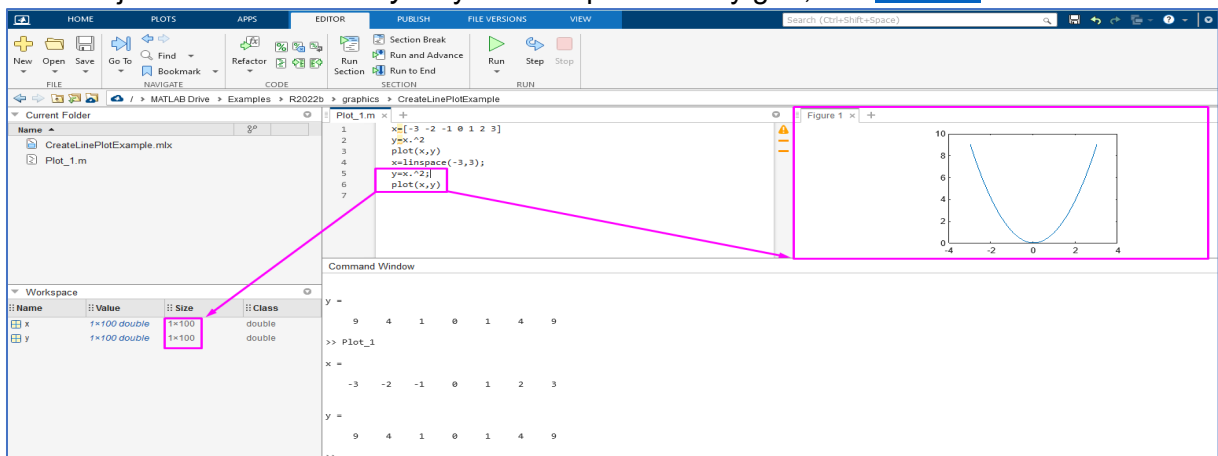 HOME PLOTS APPS EDITOR PUBLISH FILE VERSIONS VIEW Search (Ctrl+Shift+Space)
New Open Save Go To Find Bookmark Refactor Run Section Section Break Run and Advance Run to End Run Step Stop
FILE NAVIGATE CODE SECTION RUN
/ > MATLAB Drive > Examples > R2022b > graphics > CreateLinePlotExample
Current Folder
Name
CreateLinePlotExample.mlx
Plot_1.m
Workspace
Name Value Size Class
x 1×100 double 1×100 double
y 1×100 double 1×100 double
Plot_1.m × +
1 x=[-3 -2 -1 0 1 2 3]
2 y=x.^2
3 plot(x,y)
4 x=linspace(-3,3);
5 y=x.^2;
6 plot(x,y)
7
Command Window
y =
9 4 1 0 1 4 9
>> Plot_1
x =
-3 -2 -1 0 1 2 3
y =
9 4 1 0 1 4 9
>>
Figure 1 × +
10
8
6
4
2
0
-4 -2 0 2 4